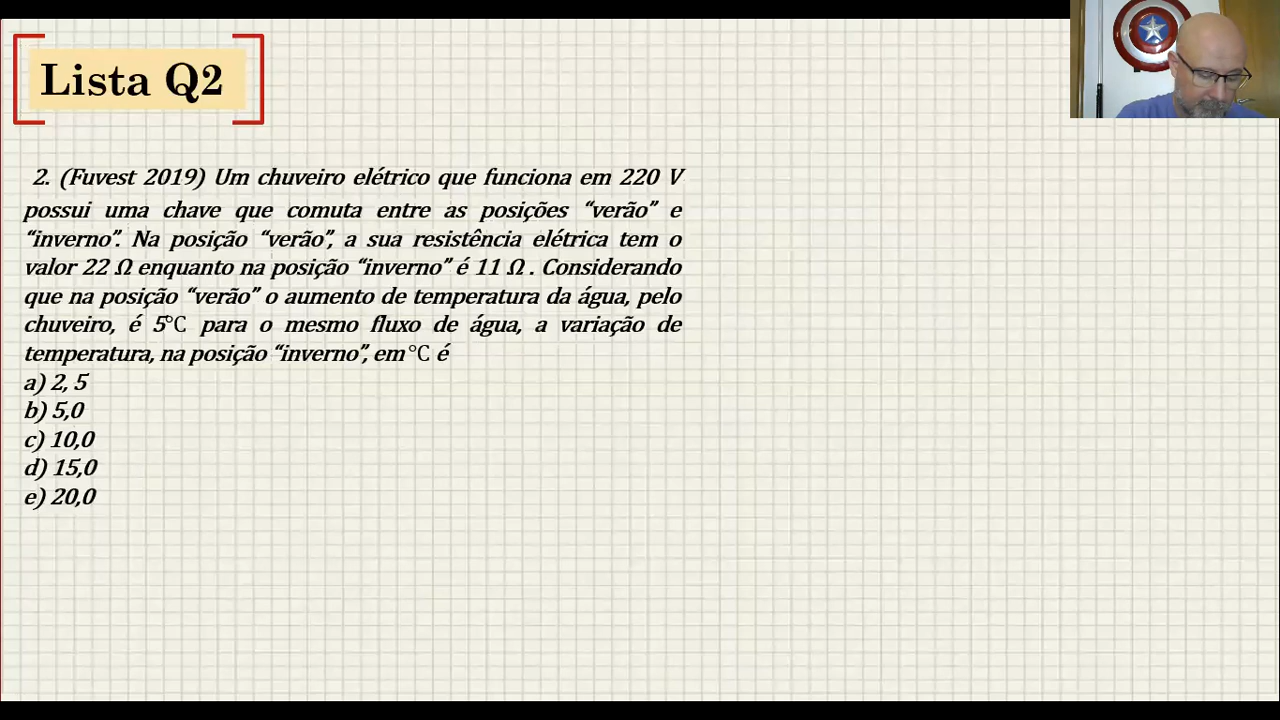 Lista Q2
2. (Fuvest 2019) Um chuveiro elétrico que funciona em 220 V
possui uma chave que comuta entre as posições “verão” e
“inverno”. Na posição “verão”, a sua resistência elétrica tem o
valor 22 Ω enquanto na posição “inverno” é 11 Ω . Considerando
que na posição “verão” o aumento de temperatura da água, pelo
chuveiro, é 5°C para o mesmo fluxo de água, a variação de
temperatura, na posição “inverno”, em °C é
a) 2, 5
b) 5,0
c) 10,0
d) 15,0
e) 20,0